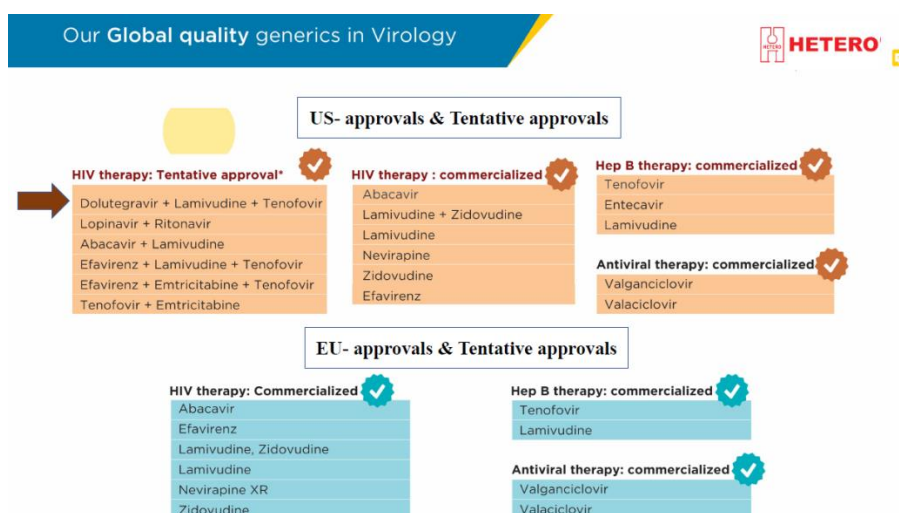 Our Global quality generics in Virology
HETERO
HETERO
US- approvals & Tentative approvals
HIV therapy: Tentative approval*
Dolutegravir + Lamivudine + Tenofovir
Lopinavir + Ritonavir
Abacavir + Lamivudine
Efavirenz + Lamivudine + Tenofovir
Efavirenz + Emtricitabine + Tenofovir
Tenofovir + Emtricitabine
HIV therapy : commercialized
Abacavir
Lamivudine + Zidovudine
Lamivudine
Nevirapine
Zidovudine
Efavirenz
Hep B therapy: commercialized
Tenofovir
Entecavir
Lamivudine
Antiviral therapy: commercialized
Valganciclovir
Valaciclovir
EU- approvals & Tentative approvals
HIV therapy: Commercialized
Abacavir
Efavirenz
Lamivudine, Zidovudine
Lamivudine
Nevirapine XR
Zidovudine
Hep B therapy: commercialized
Tenofovir
Lamivudine
Antiviral therapy: commercialized
Valganciclovir
Valaciclovir